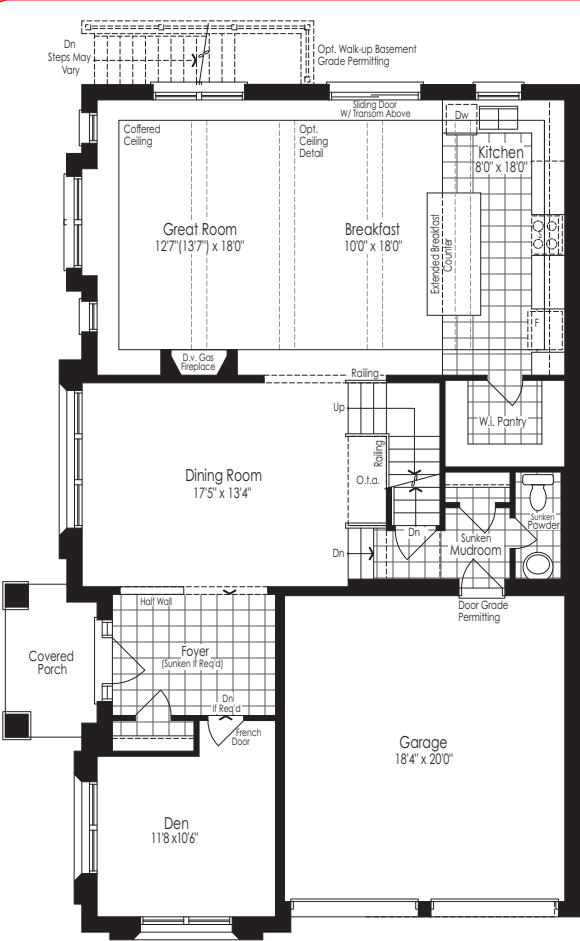 Dn
Steps May
Vary
Opt. Walk-up Basement
Grade Permitting
Sliding Door
W/ Transom Above
Dw
Coffered
Ceiling
Opt.
Ceiling
Detail
Kitchen
8'0" x 18'0"
Great Room
12'7"(13'7") x 18'0"
Breakfast
10'0" x 18'0"
Extended Breakfast
Counter
S
F
D.v. Gas
Fireplace
Railing
Up
W.i. Pantry
Railing
O.t.a.
Dining Room
17'5" x 13'4"
Sunken
Powder
Dn
Sunken
Mudroom
Dn
Door Grade
Permitting
Half Wall
Foyer
(Sunken If Req'd)
Covered
Porch
Dn
If Req'd
French
Door
Garage
18'4" x 20'0"
Den
11'8 x10'6"